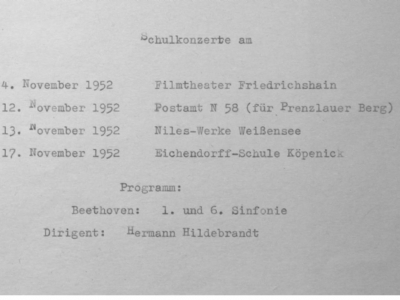 Schulkonzerte am
4. November 1952 Filmtheater Friedrichshain
12. November 1952 Postamt N 58 (für Prenzlauer Berg)
13. November 1952 Niles-Werke Weißensee
17. November 1952 Eichendorff-Schule Köpenick
Programm:
Beethoven: 1. und 6. Sinfonie
Dirigent: Hermann Hildebrandt